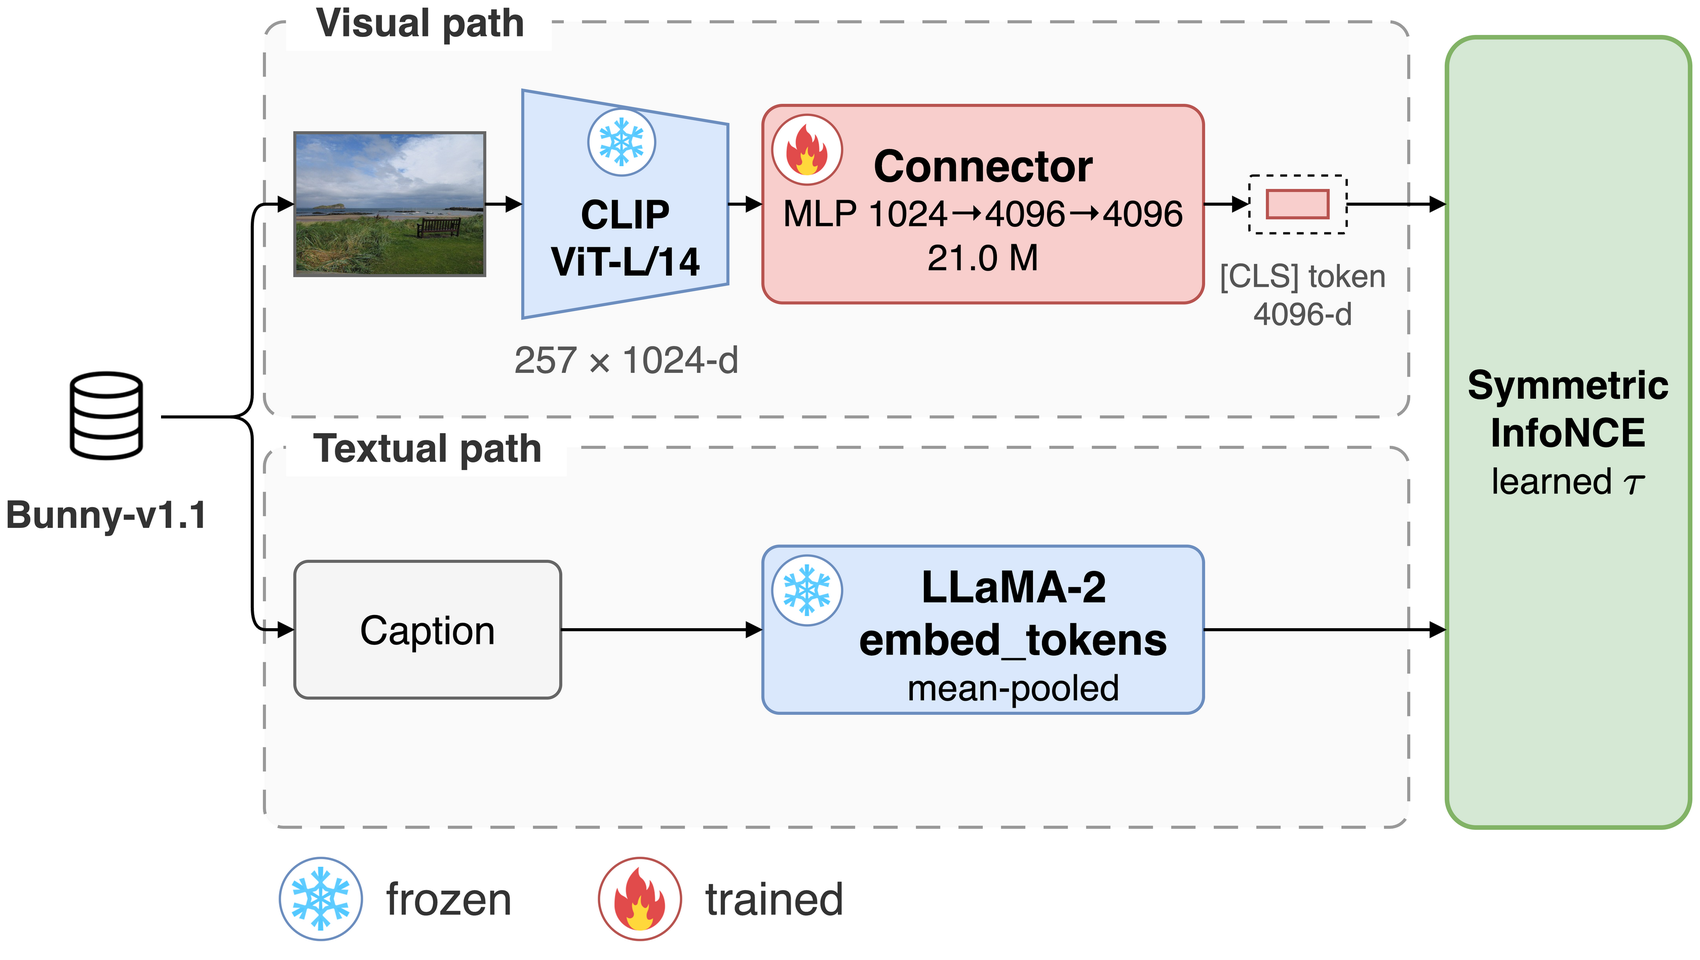 Visual path
CLIP
ViT-L/14
257 × 1024-d
Connector
MLP 1024→4096→4096
21.0 M
[CLS] token
4096-d
Bunny-v1.1
Textual path
Caption
LLaMA-2
embed_tokens
mean-pooled
Symmetric
InfoNCE
learned τ
frozen
trained